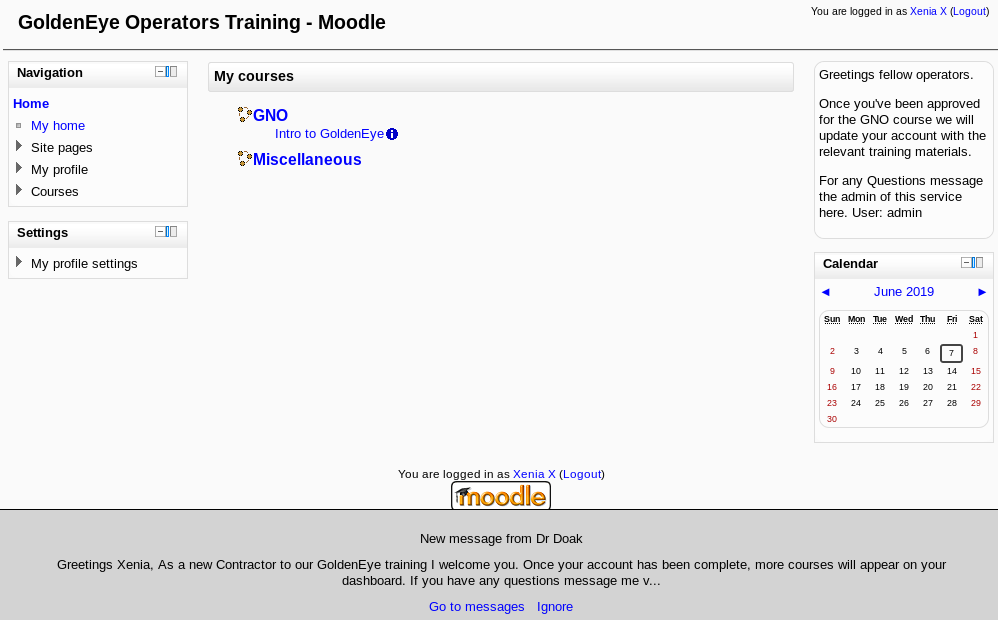 GoldenEye Operators Training - Moodle
You are logged in as Xenia X (Logout)
Navigation
Home
My home
Site pages
My profile
Courses
Settings
My profile settings
My courses
GNO
Intro to GoldenEye
Miscellaneous
Greetings fellow operators.
Once you've been approved
for the GNO course we will
update your account with the
relevant training materials.
For any Questions message
the admin of this service
here. User: admin
Calendar
◄ June 2019 ►
Sun Mon Tue Wed Thu Fri Sat
1
2 3 4 5 6 7 8
9 10 11 12 13 14 15
16 17 18 19 20 21 22
23 24 25 26 27 28 29
30
You are logged in as Xenia X (Logout)
moodle
New message from Dr Doak
Greetings Xenia, As a new Contractor to our GoldenEye training I welcome you. Once your account has been complete, more courses will appear on your
dashboard. If you have any questions message me v...
Go to messages Ignore